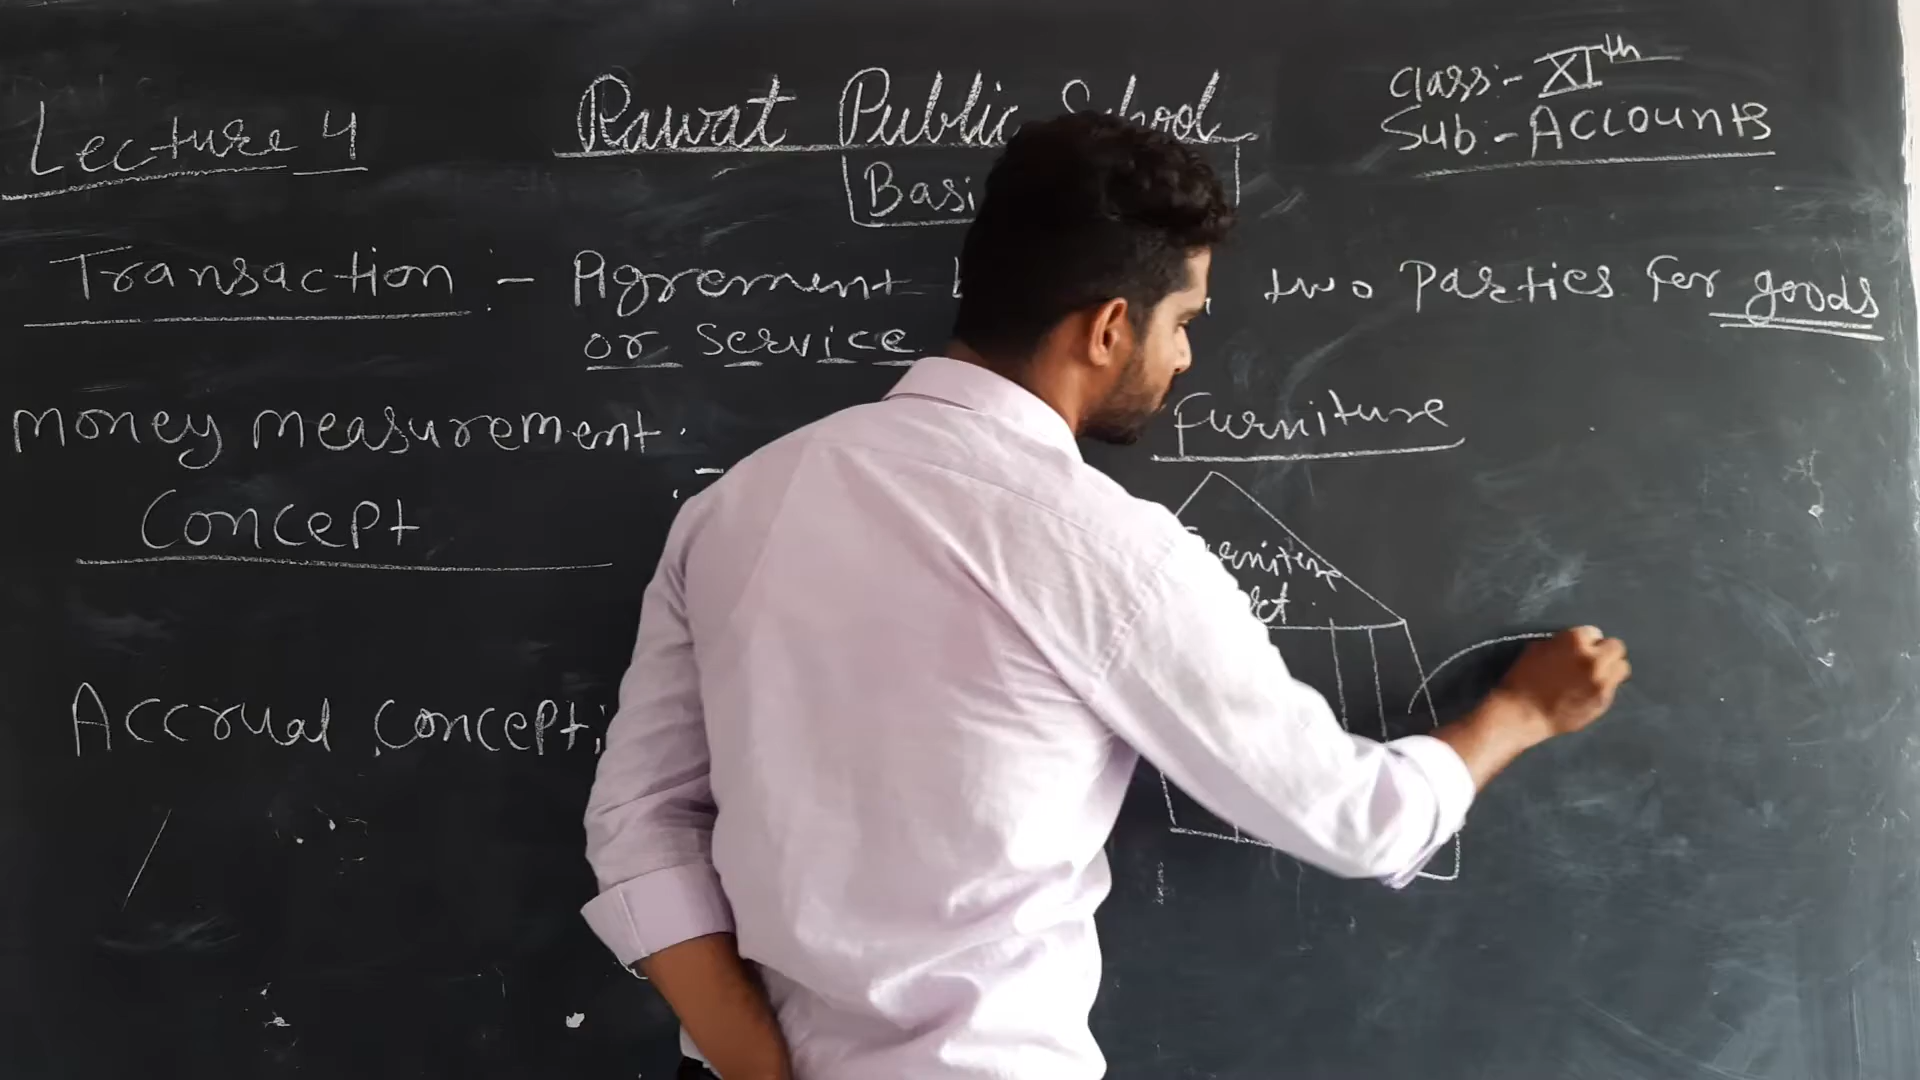 Lecture 4
Rawat Public School
Class:- XIth
Sub:- Accounts
Basi
Transaction :- Agrement two Parties for goods
or service
money measurement
Concept
Furniture
Furniture
Accrual concept: